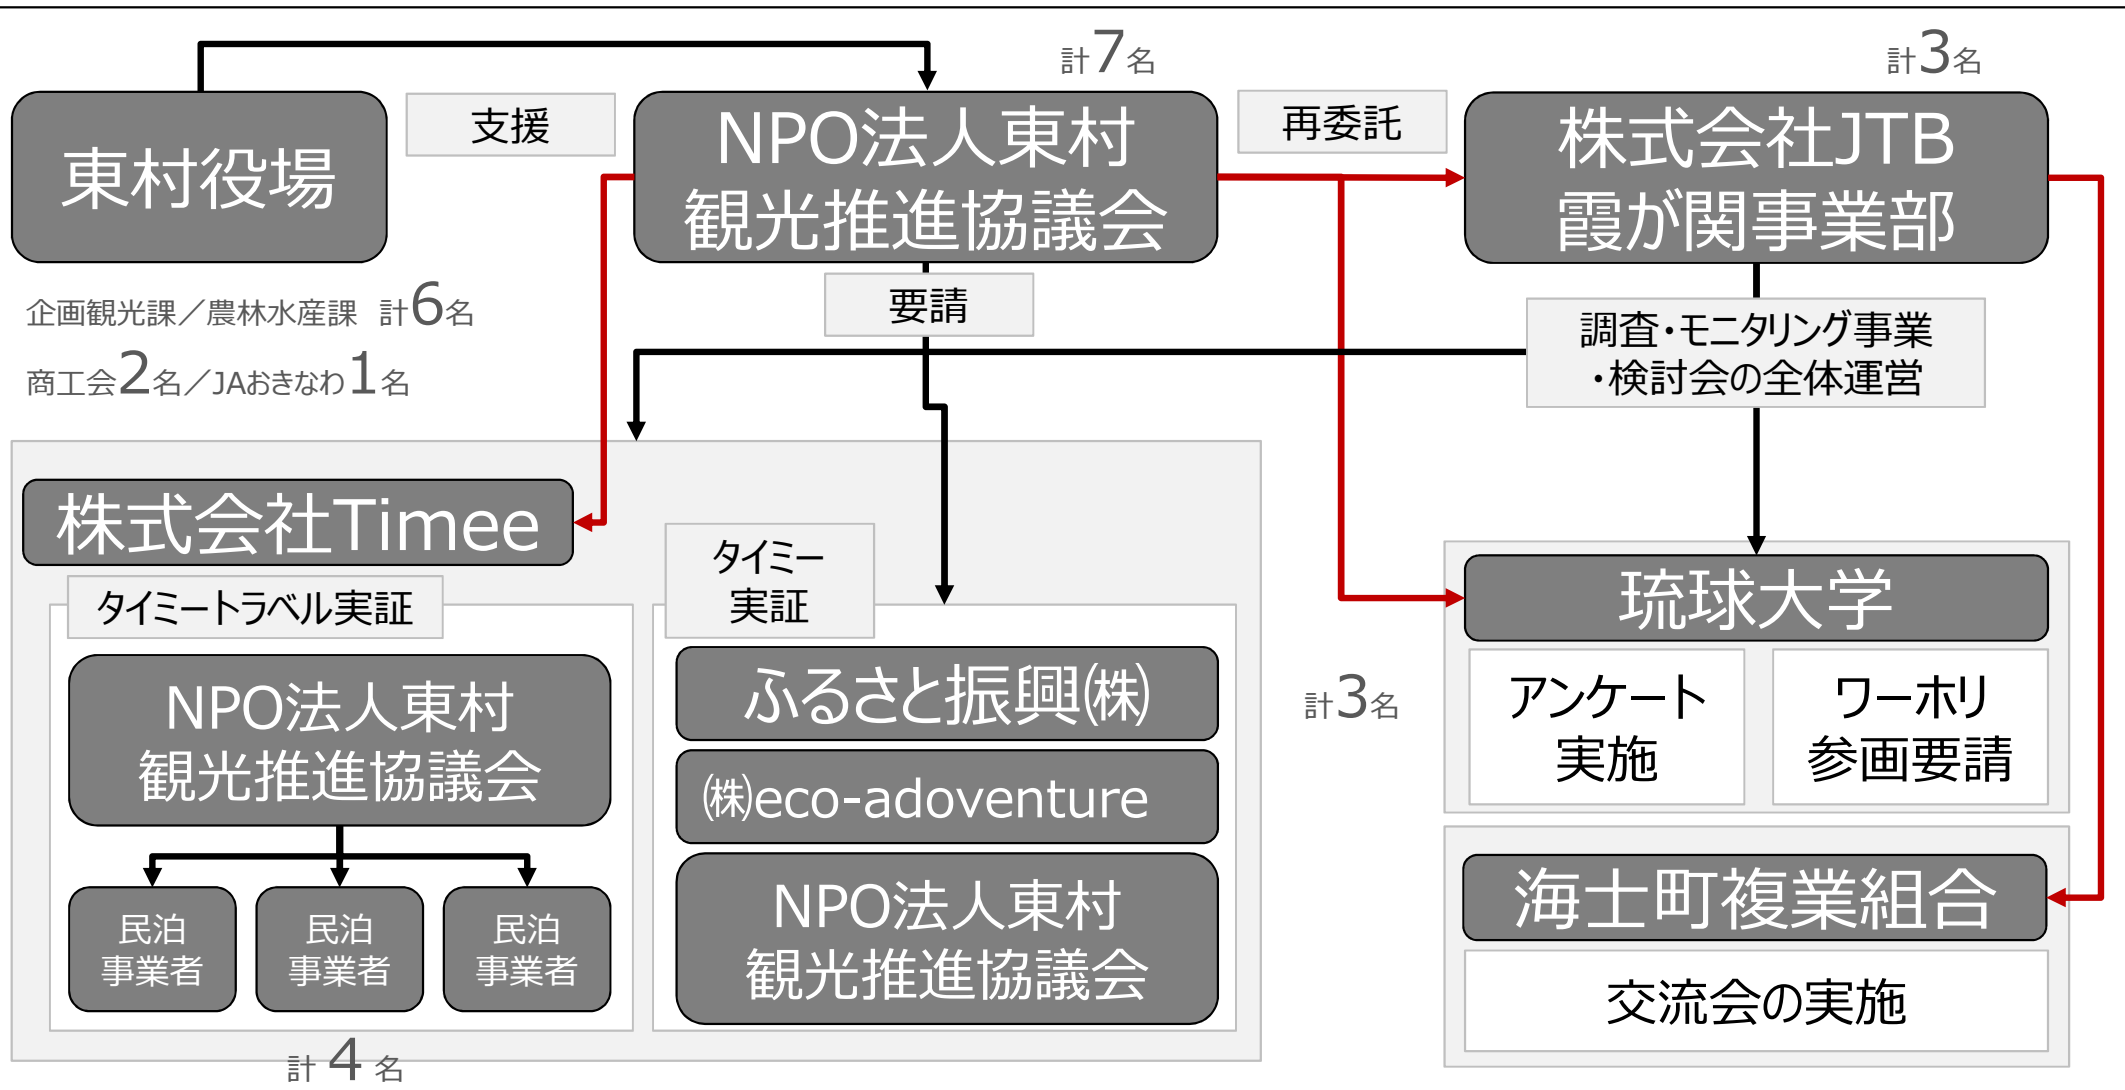 計7名
計3名
東村役場
支援
NPO法人東村
観光推進協議会
再委託
株式会社JTB
霞が関事業部
企画観光課／農林水産課 計6名
商工会2名／JAおきなわ1名
要請
調査・モニタリング事業
・検討会の全体運営
株式会社Timee
タイミートラベル実証
NPO法人東村
観光推進協議会
民泊
事業者
民泊
事業者
民泊
事業者
計4名
タイミー
実証
ふるさと振興㈱
㈱eco-adoventure
NPO法人東村
観光推進協議会
計3名
琉球大学
アンケート
実施
ワーホリ
参画要請
海士町複業組合
交流会の実施